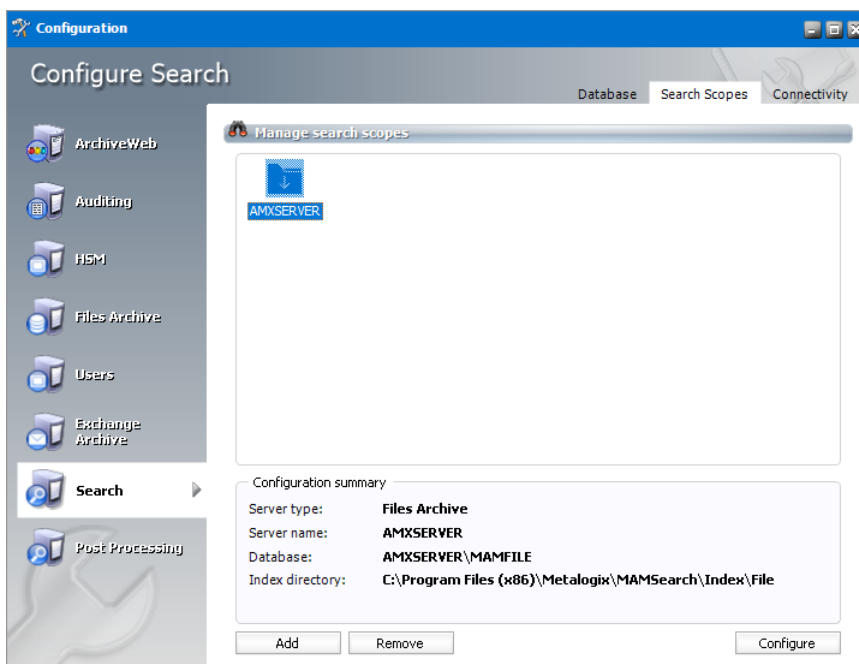 Configuration
Configure Search
Database Search Scopes Connectivity
ArchiveWeb
Auditing
HSM
Files Archive
Users
Exchange
Archive
Search
Post Processing
Manage search scopes
AMXSERVER
Configuration summary
Server type: Files Archive
Server name: AMXSERVER
Database: AMXSERVER\MAMFILE
Index directory: C:\Program Files (x86)\Metalogix\MAMSearch\Index\File
Add Remove Configure